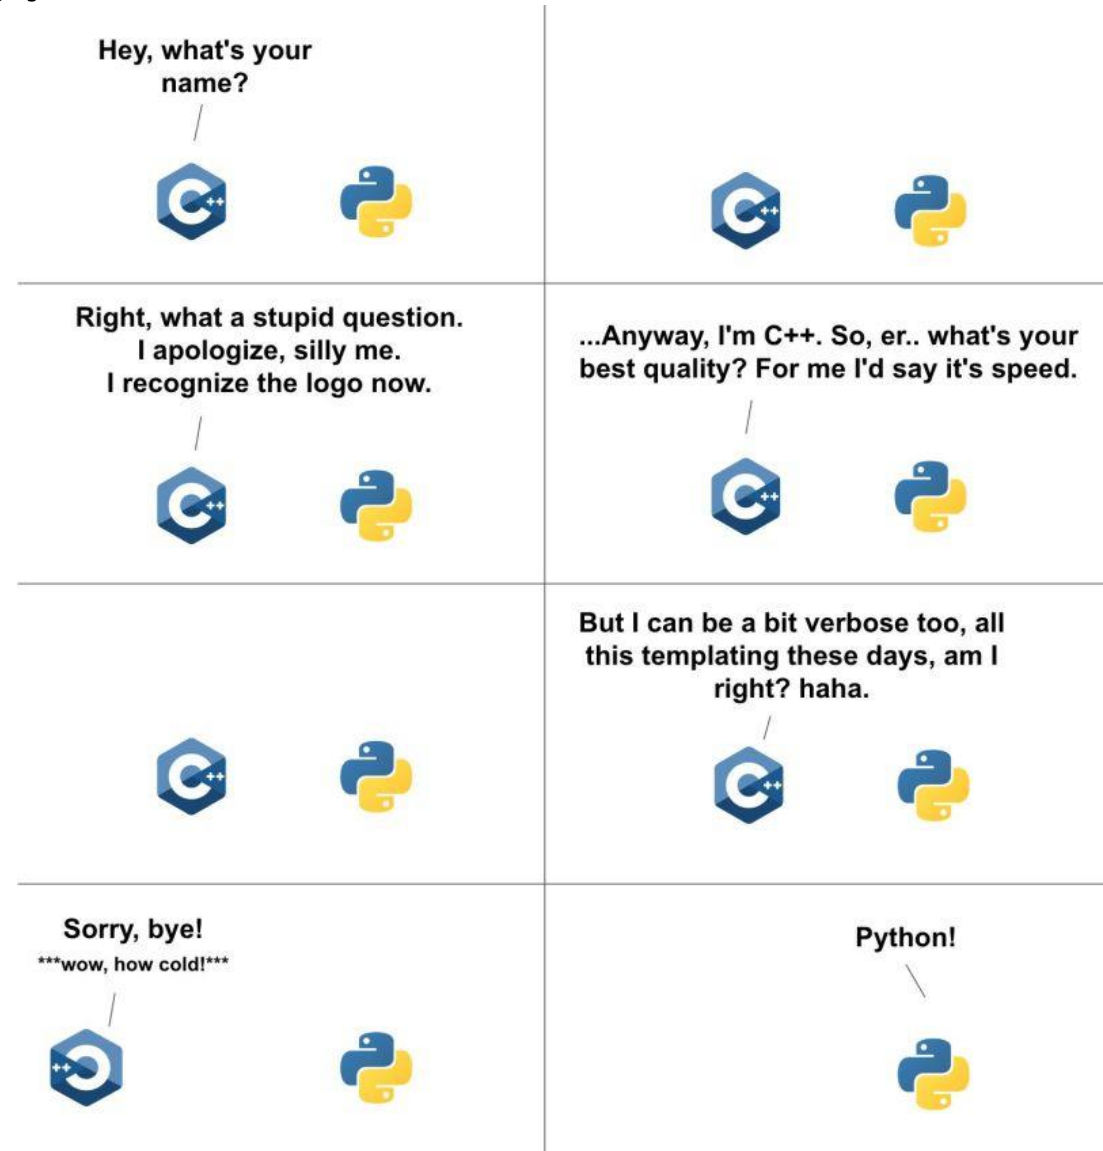 Hey, what's your
name?
Right, what a stupid question.
I apologize, silly me.
I recognize the logo now.
...Anyway, I'm C++. So, er.. what's your
best quality? For me I'd say it's speed.
But I can be a bit verbose too, all
this templating these days, am I
right? haha.
Sorry, bye!
***wow, how cold!***
Python!